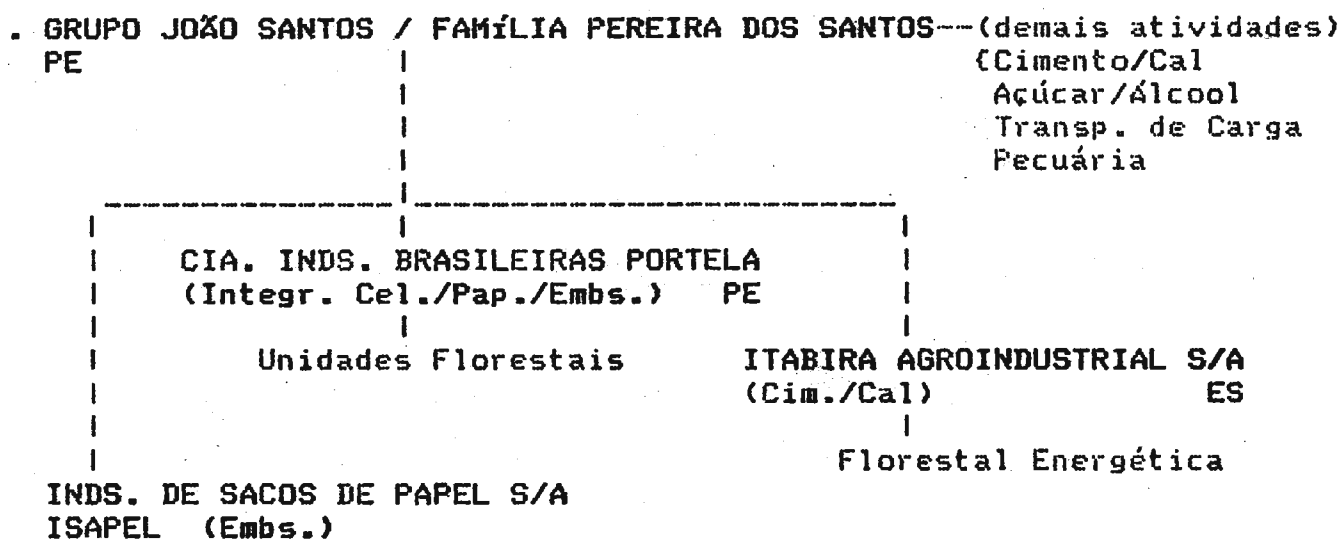 . GRUPO JOÃO SANTOS / FAMÍLIA PEREIRA DOS SANTOS---(demais atividades)
PE {Cimento/Cal
Açúcar/Álcool
Transp. de Carga
Pecuária
CIA. INDS. BRASILEIRAS PORTELA
(Integr. Cel./Pap./Embs.) PE
Unidades Florestais ITABIRA AGROINDUSTRIAL S/A
(Cim./Cal) ES
Florestal Energética
INDS. DE SACOS DE PAPEL S/A
ISAPEL (Embs.)